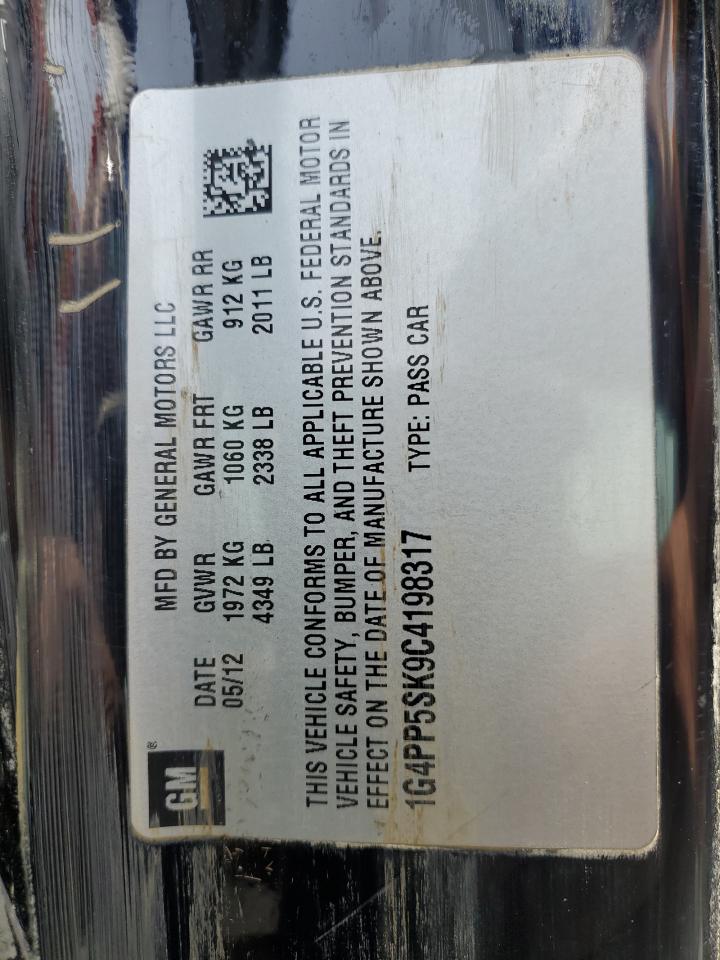 GM ®
MFD BY GENERAL MOTORS LLC
DATE GVWR GAWR FRT GAWR RR
05/12 1972 KG 1060 KG 912 KG
4349 LB 2338 LB 2011 LB
THIS VEHICLE CONFORMS TO ALL APPLICABLE U.S. FEDERAL MOTOR
VEHICLE SAFETY, BUMPER, AND THEFT PREVENTION STANDARDS IN
EFFECT ON THE DATE OF MANUFACTURE SHOWN ABOVE.
1G4PP5SK9C4198317 TYPE: PASS CAR